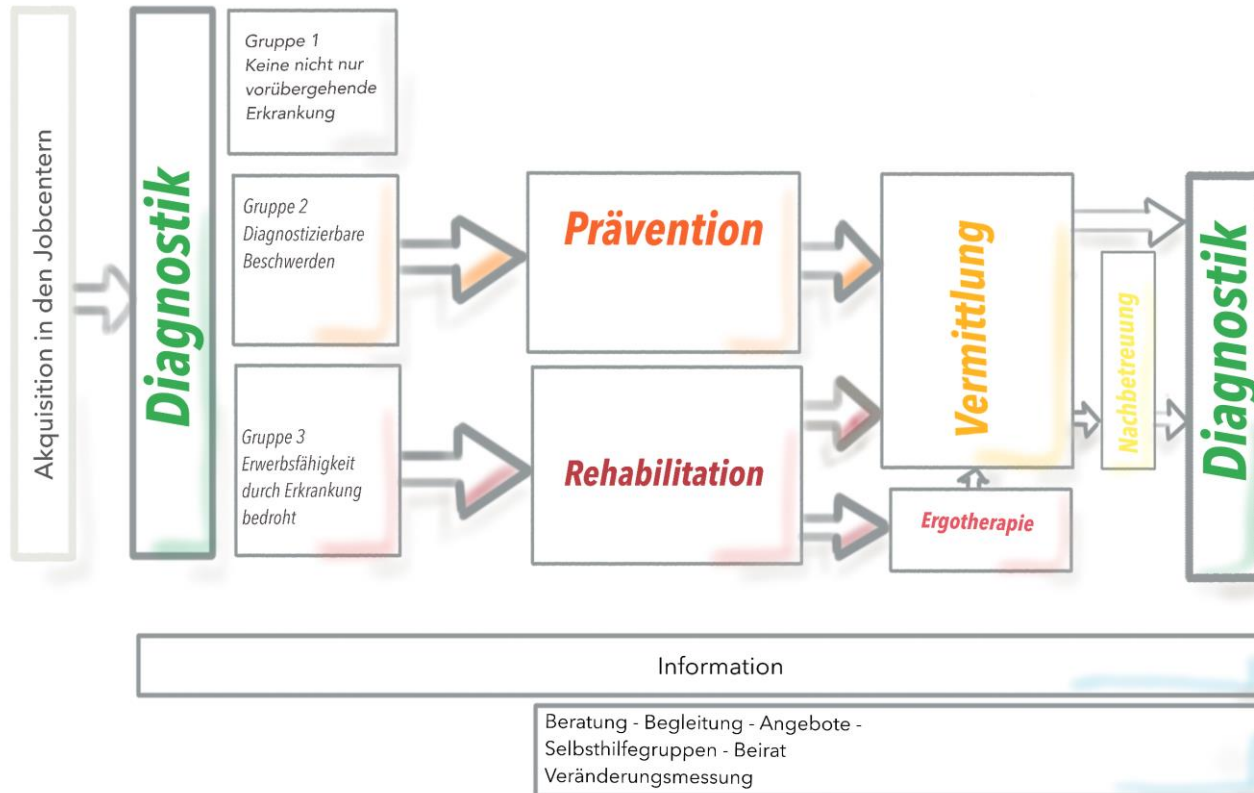 Akquisition in den Jobcentern
Diagnostik
Gruppe 1
Keine nicht nur
vorübergehende
Erkrankung
Gruppe 2
Diagnostizierbare
Beschwerden
Gruppe 3
Erwerbsfähigkeit
durch Erkrankung
bedroht
Prävention
Rehabilitation
Vermittlung
Ergotherapie
Nachbetreuung
Diagnostik
Information
Beratung - Begleitung - Angebote -
Selbsthilfegruppen - Beirat
Veränderungsmessung